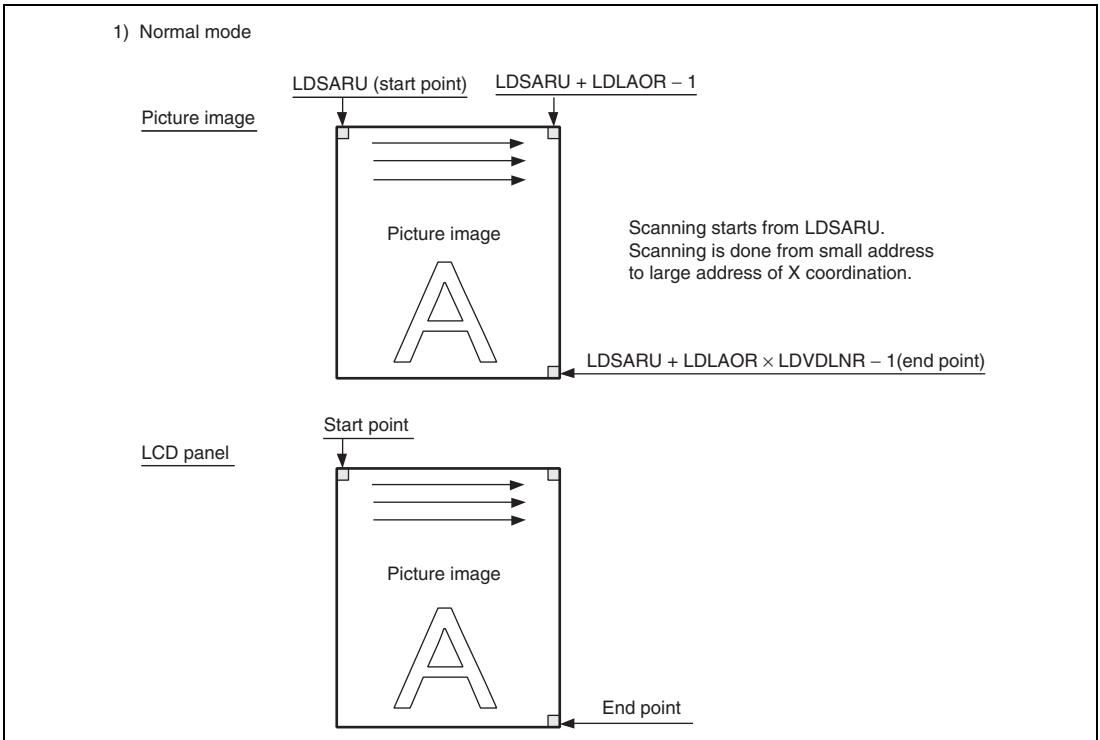 1) Normal mode
LDSARU (start point)
LDSARU + LDLAOR – 1
Picture image
Picture image
Scanning starts from LDSARU.
Scanning is done from small address
to large address of X coordination.
A
LDSARU + LDLAOR × LDVDLNR – 1(end point)
Start point
LCD panel
Picture image
A
End point